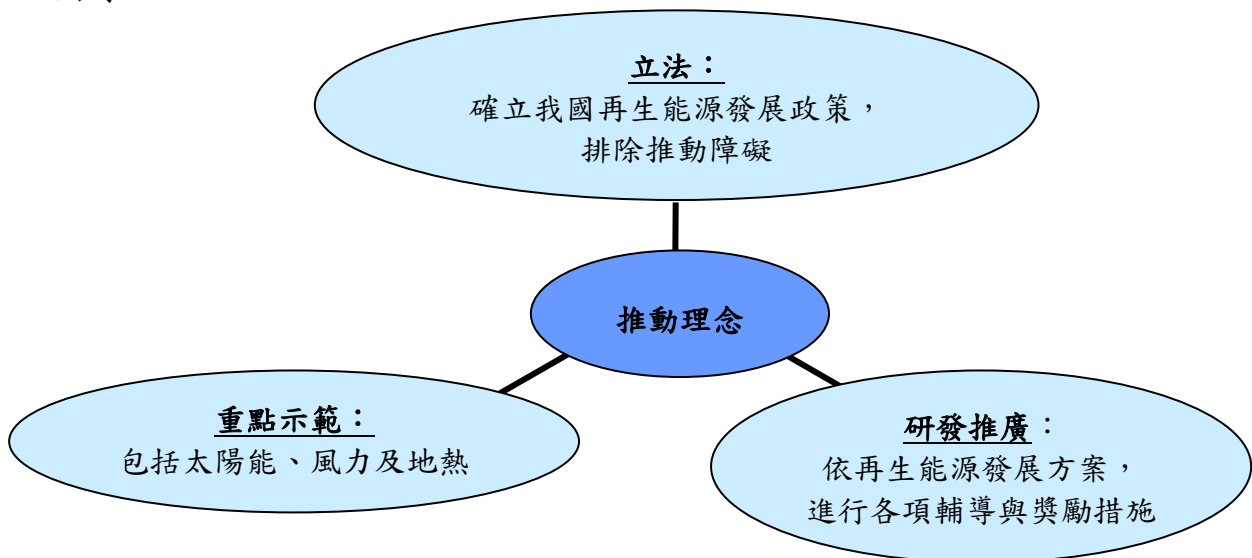 立法：
確立我國再生能源發展政策，
排除推動障礙
推動理念
重點示範：
包括太陽能、風力及地熱
研發推廣：
依再生能源發展方案，
進行各項輔導與獎勵措施